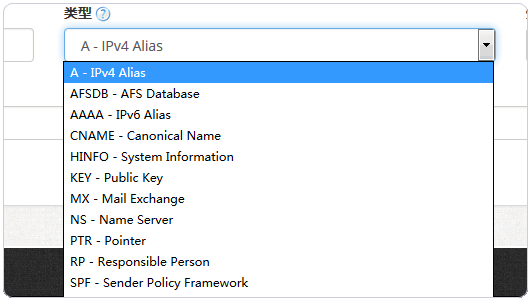 类型 ?
A - IPv4 Alias
A - IPv4 Alias
AFSDB - AFS Database
AAAA - IPv6 Alias
CNAME - Canonical Name
HINFO - System Information
KEY - Public Key
MX - Mail Exchange
NS - Name Server
PTR - Pointer
RP - Responsible Person
SPF - Sender Policy Framework